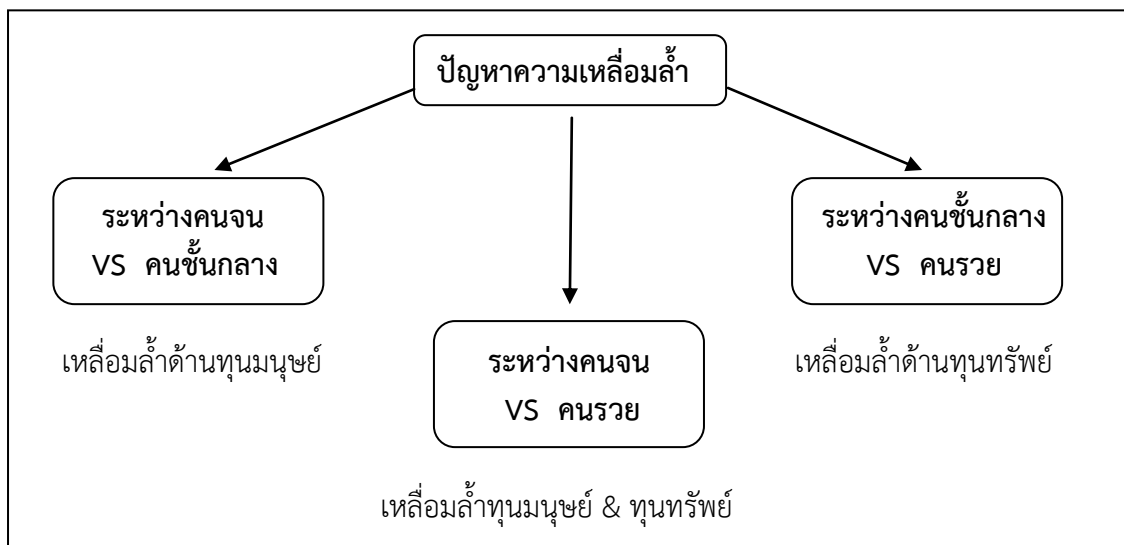 ปัญหาความเหลื่อมล้ำ
ระหว่างคนจน
VS คนชั้นกลาง
เหลื่อมล้ำด้านทุนมนุษย์
ระหว่างคนจน
VS คนรวย
เหลื่อมล้ำทุนมนุษย์ & ทุนทรัพย์
ระหว่างคนชั้นกลาง
VS คนรวย
เหลื่อมล้ำด้านทุนทรัพย์